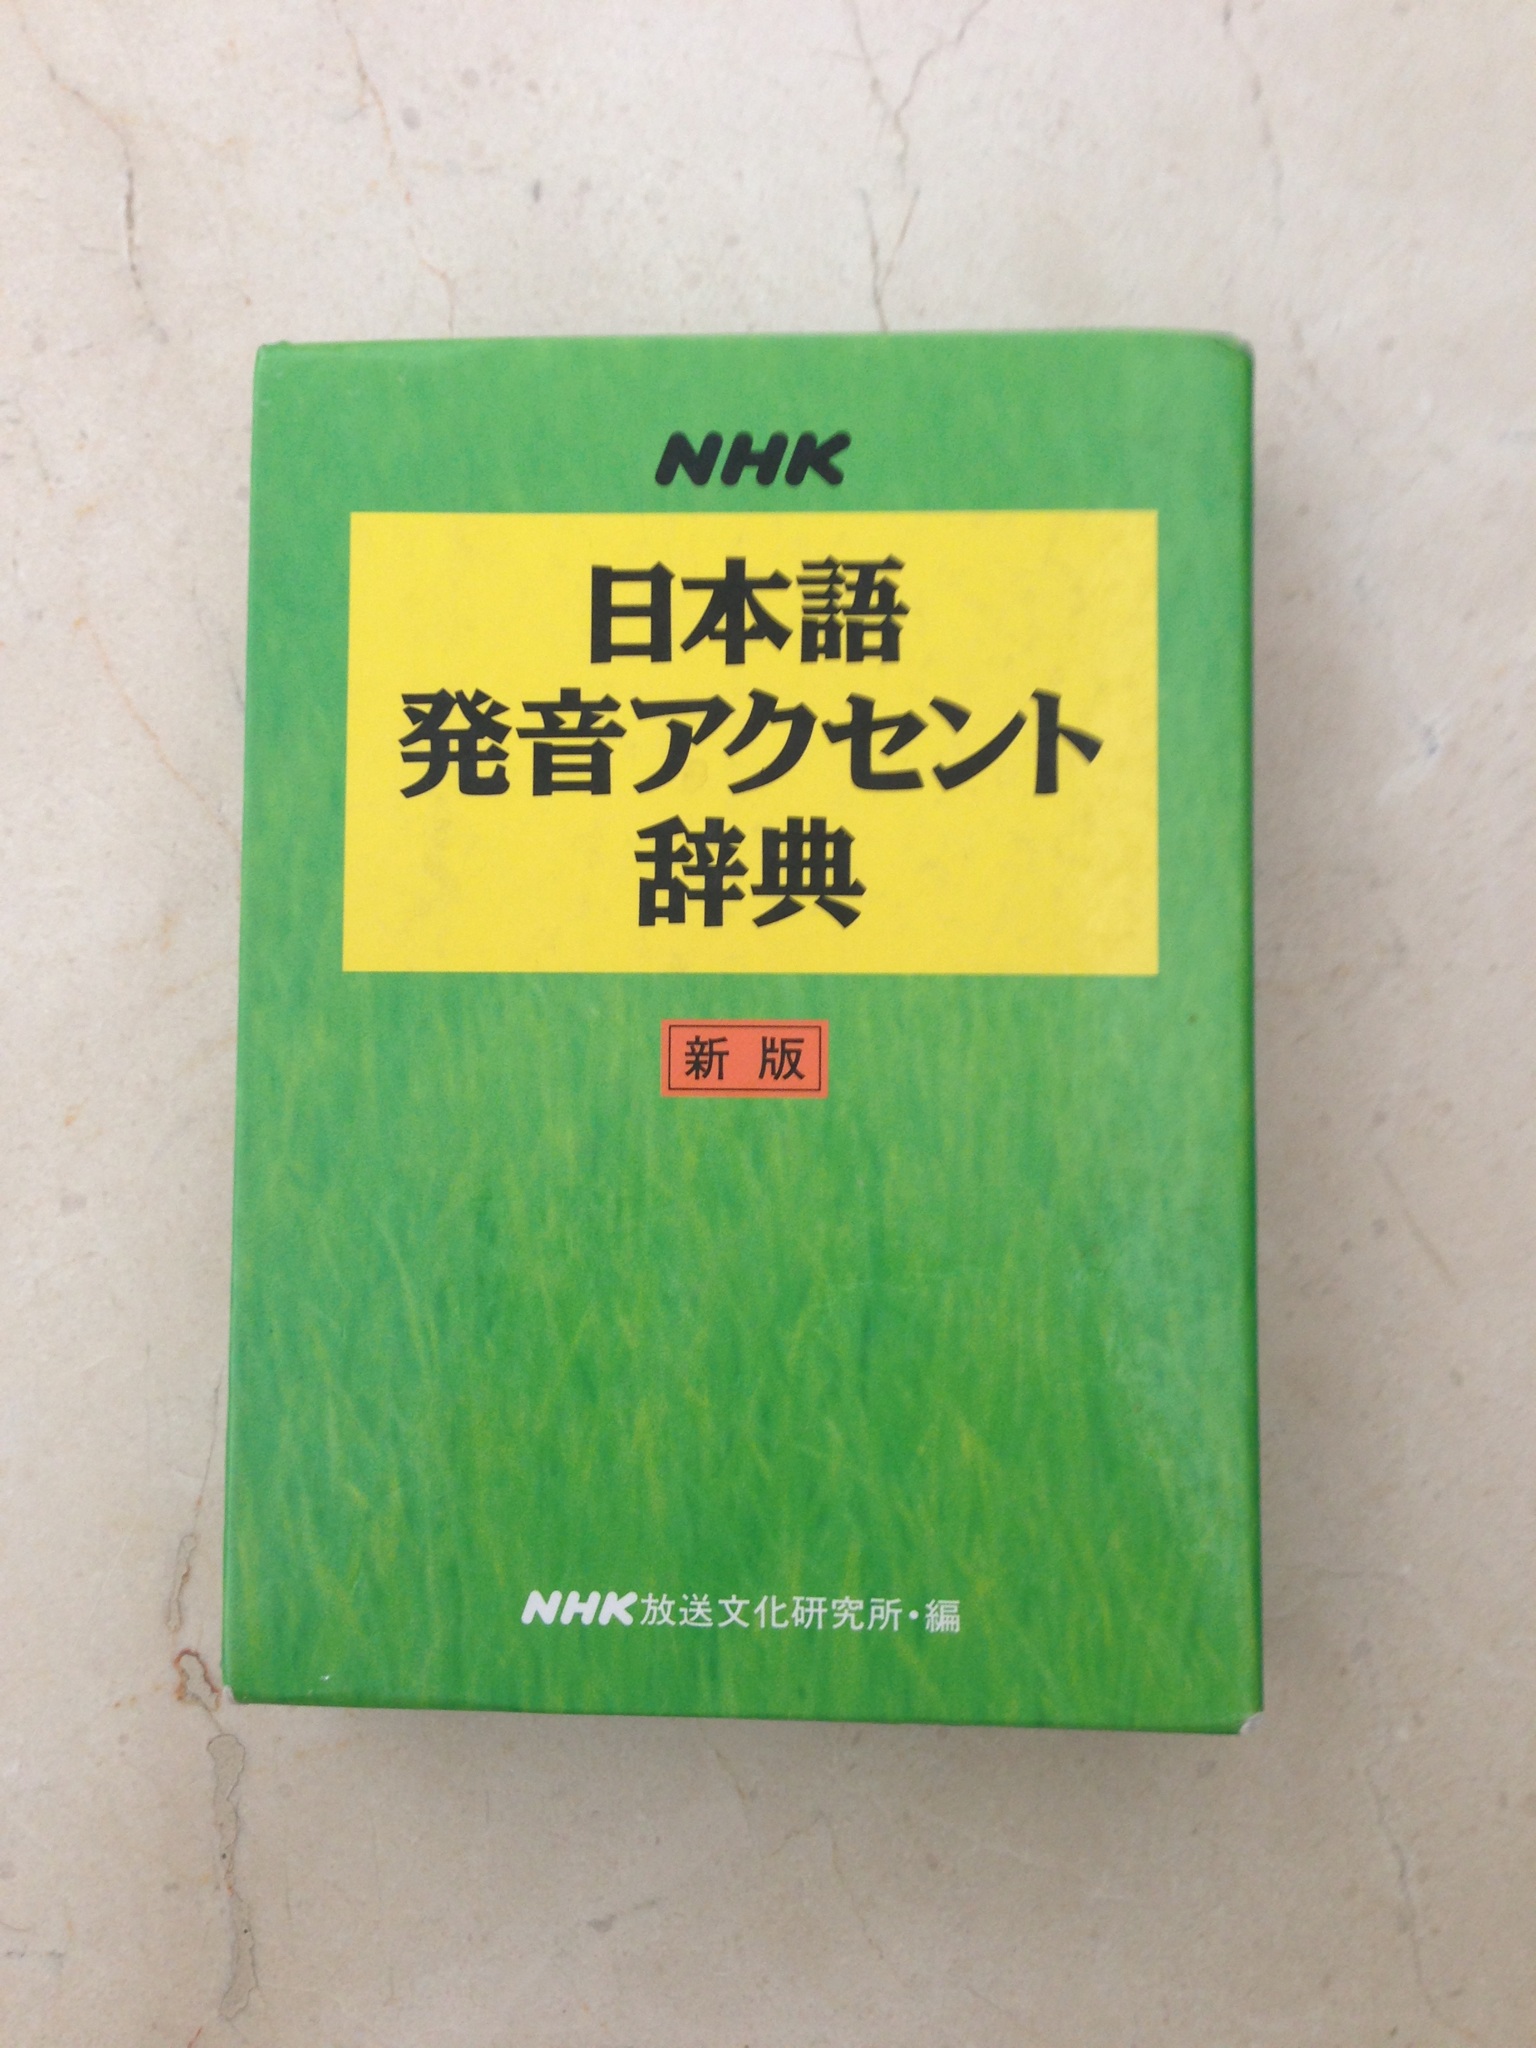 NHK
日本語
発音アクセント
辞典
新版
NHK放送文化研究所・編